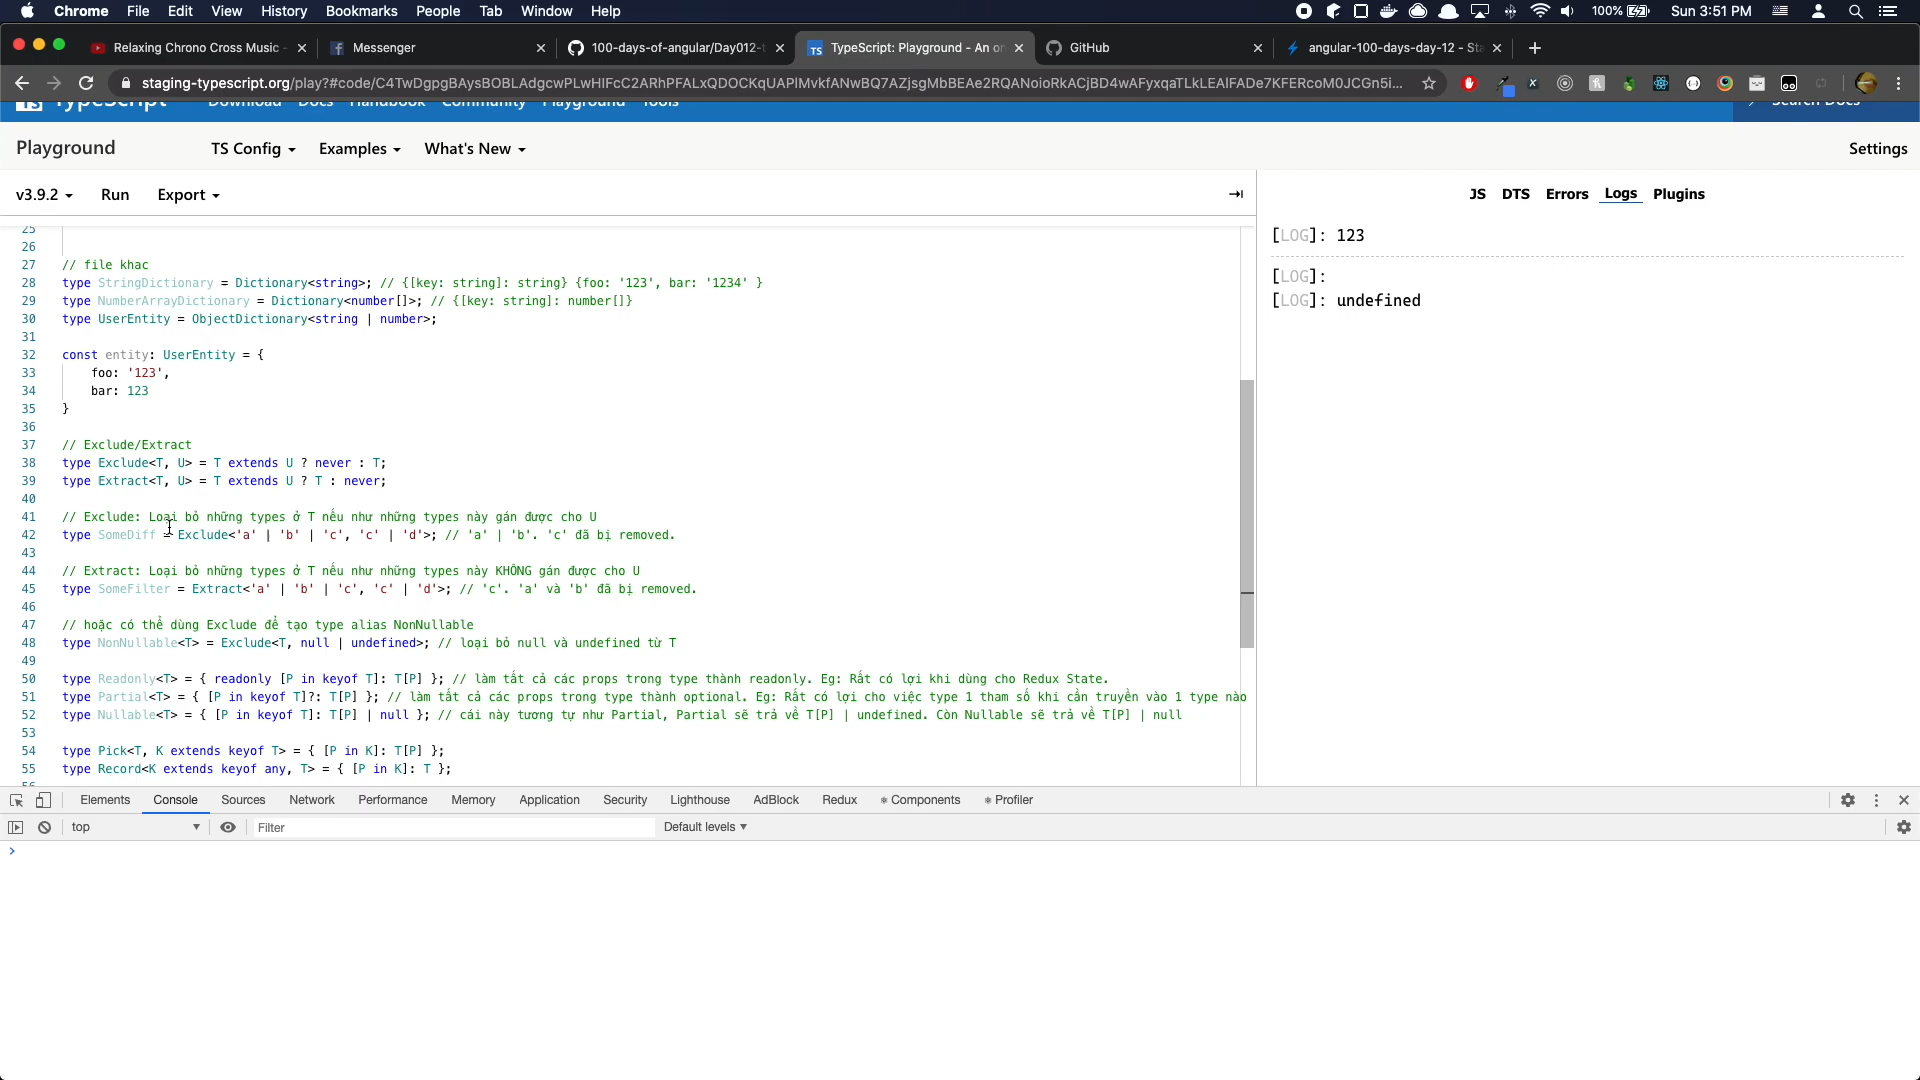 Chrome File Edit View History Bookmarks People Tab Window Help 100% Sun 3:51 PM
Relaxing Chrono Cross Music - Messenger 100-days-of-angular/Day012-t TypeScript: Playground - An on GitHub angular-100-days-day-12 - Sta
staging-typescript.org/play?#code/C4TwDgpgBAysBOBLAdgcwPLwHIFcC2ARhPFALxQDOCKqUAPIMvkfANwBQ7AZjsgMbBEAe2RQANoioRkACjBD4wAFyxqaTLkLEAIFADe7KFERcoM0JCGn5i...
TypeScript Download Docs Handbook Community Playground Tools Search Docs
Playground TS Config Examples What's New Settings
v3.9.2 Run Export JS DTS Errors Logs Plugins
25
26
27 // file khac
28 type StringDictionary = Dictionary<string>; // {[key: string]: string} {foo: '123', bar: '1234' }
29 type NumberArrayDictionary = Dictionary<number[]>; // {[key: string]: number[]}
30 type UserEntity = ObjectDictionary<string | number>;
31
32 const entity: UserEntity = {
33 foo: '123',
34 bar: 123
35 }
36
37 // Exclude/Extract
38 type Exclude<T, U> = T extends U ? never : T;
39 type Extract<T, U> = T extends U ? T : never;
40
41 // Exclude: Loại bỏ những types ở T nếu như những types này gán được cho U
42 type SomeDiff = Exclude<'a' | 'b' | 'c', 'c' | 'd'>; // 'a' | 'b'. 'c' đã bị removed.
43
44 // Extract: Loại bỏ những types ở T nếu như những types này KHÔNG gán được cho U
45 type SomeFilter = Extract<'a' | 'b' | 'c', 'c' | 'd'>; // 'c'. 'a' và 'b' đã bị removed.
46
47 // hoặc có thể dùng Exclude để tạo type alias NonNullable
48 type NonNullable<T> = Exclude<T, null | undefined>; // loại bỏ null và undefined từ T
49
50 type Readonly<T> = { readonly [P in keyof T]: T[P] }; // làm tất cả các props trong type thành readonly. Eg: Rất có lợi khi dùng cho Redux State.
51 type Partial<T> = { [P in keyof T]?: T[P] }; // làm tất cả các props trong type thành optional. Eg: Rất có lợi cho việc type 1 tham số khi cần truyền vào 1 type nào
52 type Nullable<T> = { [P in keyof T]: T[P] | null }; // cái này tương tự như Partial, Partial sẽ trả về T[P] | undefined. Còn Nullable sẽ trả về T[P] | null
53
54 type Pick<T, K extends keyof T> = { [P in K]: T[P] };
55 type Record<K extends keyof any, T> = { [P in K]: T };
56
[LOG]: 123
[LOG]:
[LOG]: undefined
Elements Console Sources Network Performance Memory Application Security Lighthouse AdBlock Redux Components Profiler
top Filter Default levels